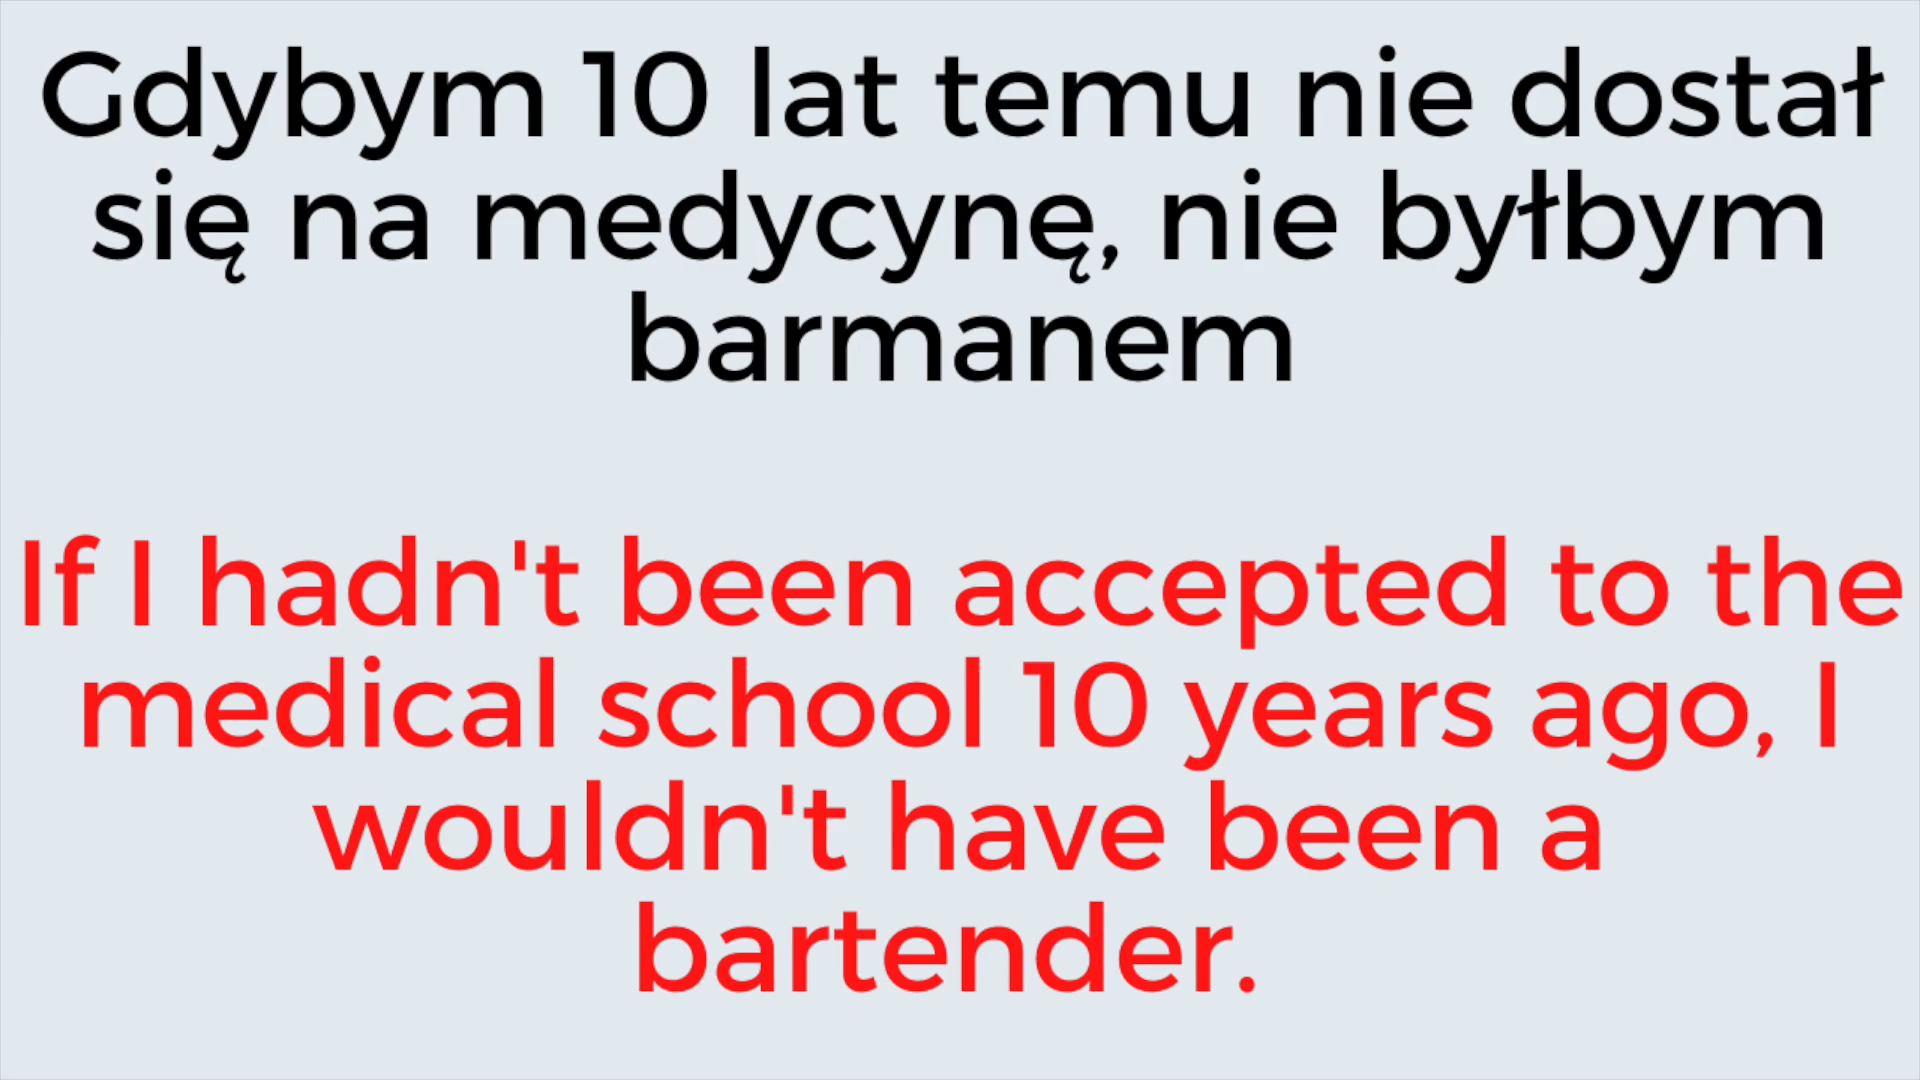 Gdybym 10 lat temu nie dostał
się na medycynę, nie byłbym
barmanem
If I hadn't been accepted to the
medical school 10 years ago, I
wouldn't have been a
bartender.